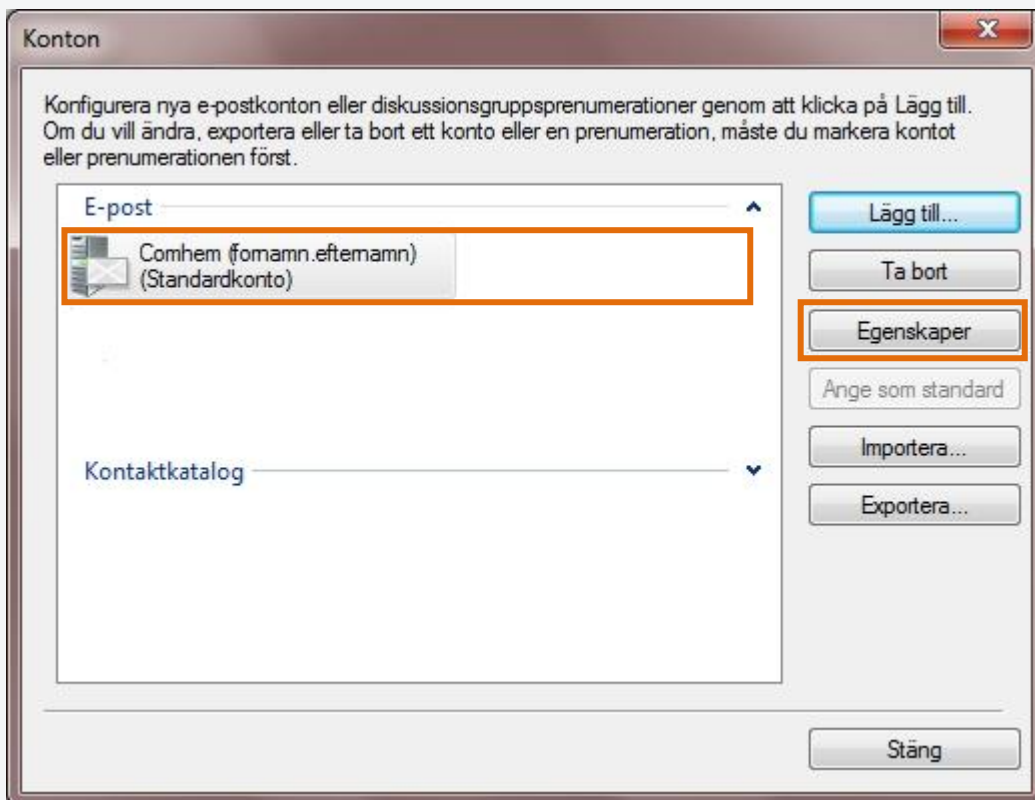 Konton
Konfigurera nya e-postkonton eller diskussionsgruppsprenumerationer genom att klicka på Lägg till.
Om du vill ändra, exportera eller ta bort ett konto eller en prenumeration, måste du markera kontot
eller prenumerationen först.
E-post
Comhem (fornamn.efternamn)
(Standardkonto)
Kontaktkatalog
Lägg till...
Ta bort
Egenskaper
Ange som standard
Importera...
Exportera...
Stäng